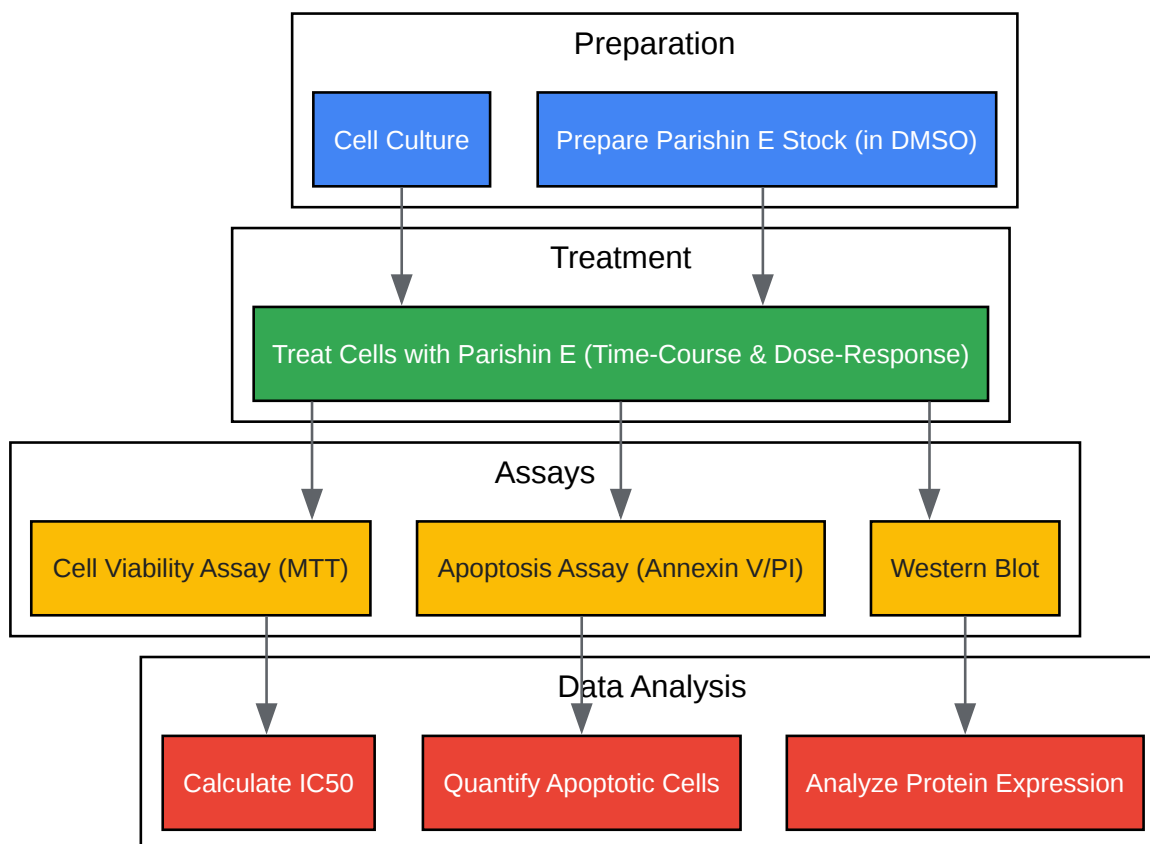 Preparation
Cell Culture
Prepare Parishin E Stock (in DMSO)
Treatment
Treat Cells with Parishin E (Time-Course & Dose-Response)
Assays
Cell Viability Assay (MTT)
Apoptosis Assay (Annexin V/PI)
Western Blot
Data Analysis
Calculate IC50
Quantify Apoptotic Cells
Analyze Protein Expression